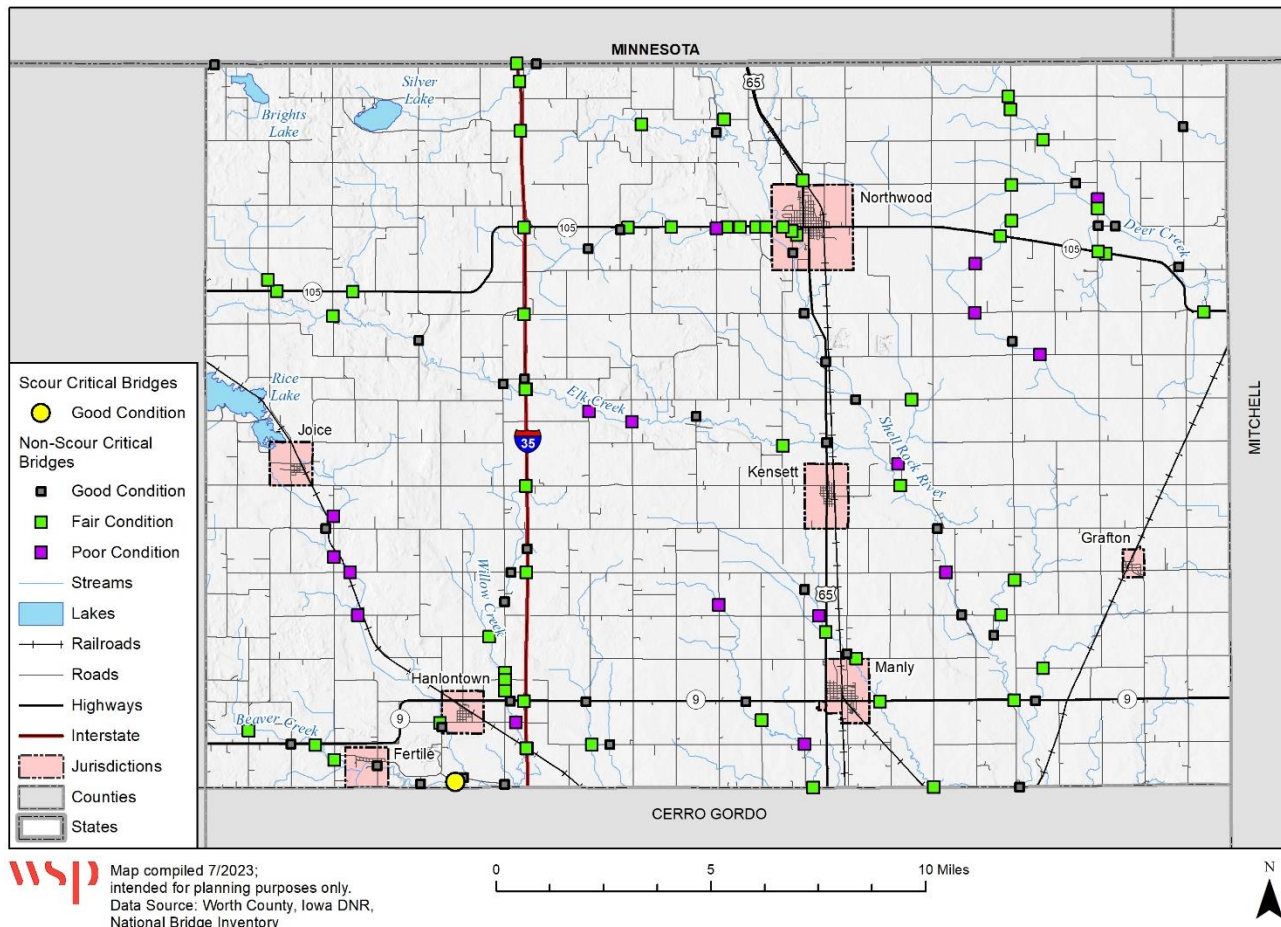 MINNESOTA
65
Silver
Lake
Brights
Lake
Northwood
105
Deer Creek
105
105
Scour Critical Bridges
Good Condition
Non-Scour Critical
Bridges
Good Condition
Fair Condition
Poor Condition
Streams
Lakes
Railroads
Roads
Highways
Interstate
Jurisdictions
Counties
States
Rice
Lake
Joice
Elk Creek
35
Shell Rock River
Kensett
MITCHELL
Grafton
Willow Creek
65
Hanlontown
Manly
9
9
Beaver Creek
9
Fertile
CERRO GORDO
wsp
Map compiled 7/2023;
intended for planning purposes only.
Data Source: Worth County, Iowa DNR,
National Bridge Inventory
0 5 10 Miles
N